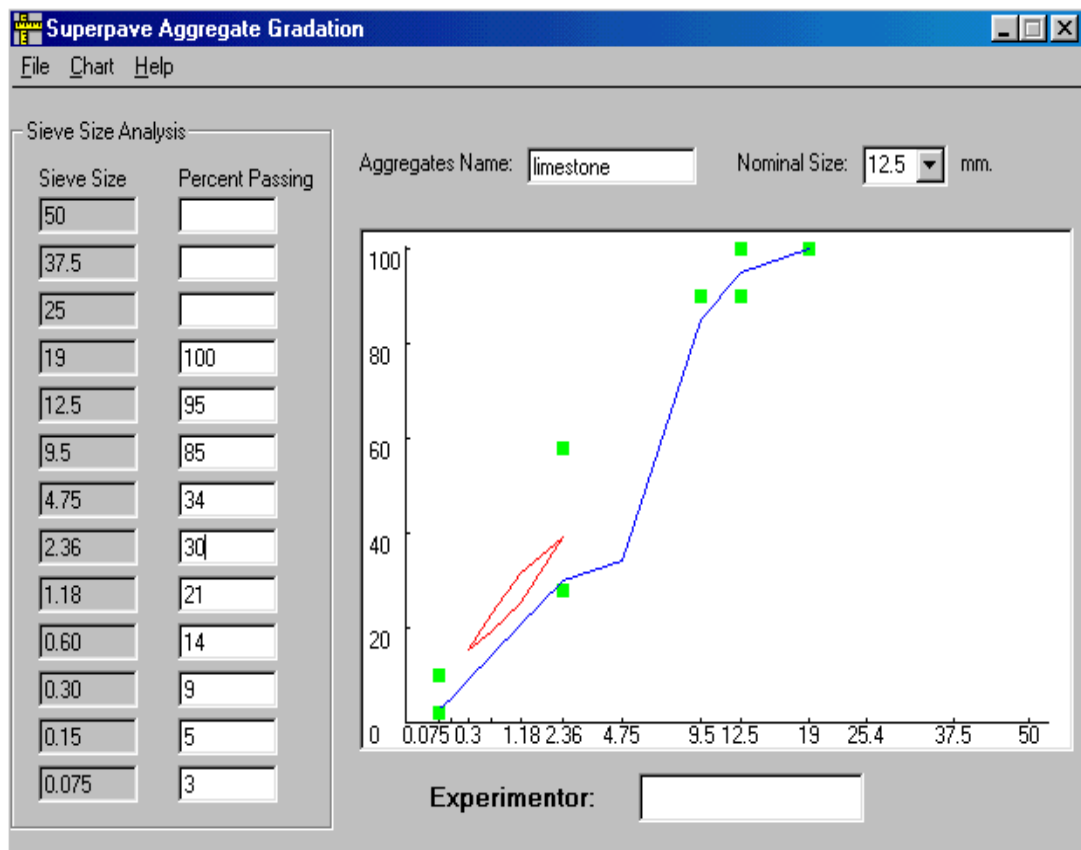 Superpave Aggregate Gradation
File Chart Help
Sieve Size Analysis
Aggregates Name: limestone Nominal Size: 12.5 mm.
Sieve Size Percent Passing
50
37.5
25
19 100
12.5 95
9.5 85
4.75 34
2.36 30
1.18 21
0.60 14
0.30 9
0.15 5
0.075 3
100
80
60
40
20
0 0.075 0.3 1.18 2.36 4.75 9.5 12.5 19 25.4 37.5 50
Experimentor: